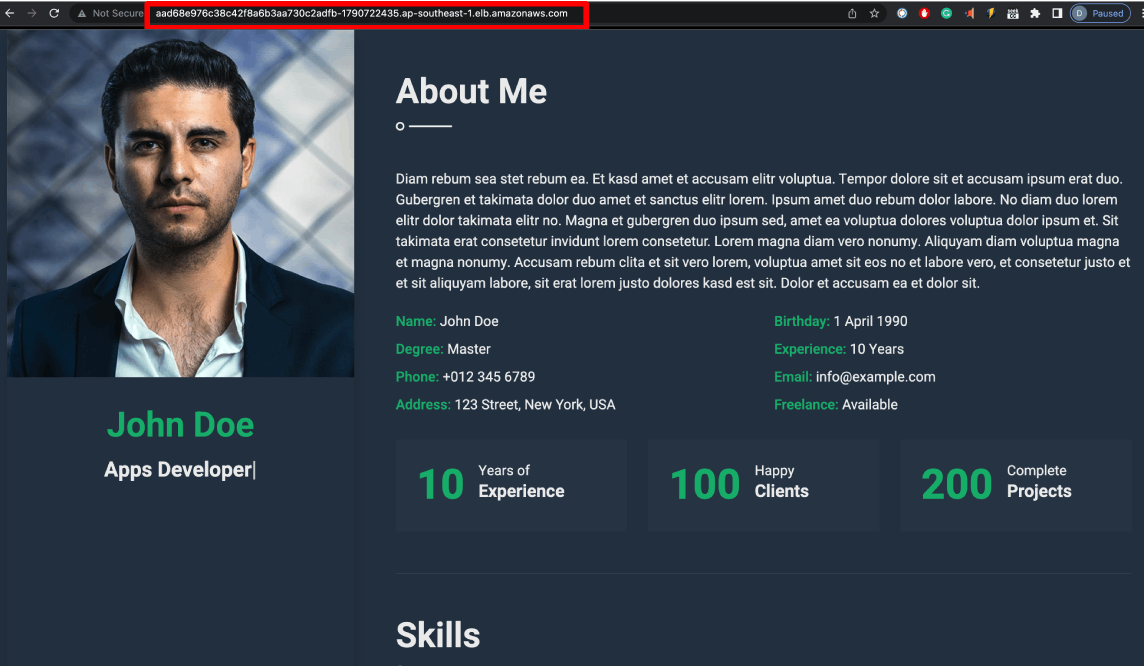 Not Secure
aad68e976c38c42f8a6b3aa730c2adfb-1790722435.ap-southeast-1.elb.amazonaws.com
D Paused
About Me
Diam rebum sea stet rebum ea. Et kasd amet et accusam elitr voluptua. Tempor dolore sit et accusam ipsum erat duo.
Gubergren et takimata dolor duo amet et sanctus elitr lorem. Ipsum amet duo rebum dolor labore. No diam duo lorem
elitr dolor takimata elitr no. Magna et gubergren duo ipsum sed, amet ea voluptua dolores voluptua dolor ipsum et. Sit
takimata erat consetetur invidunt lorem consetetur. Lorem magna diam vero nonumy. Aliquyam diam voluptua magna
et magna nonumy. Accusam rebum clita et sit vero lorem, voluptua amet sit eos no et labore vero, et consetetur justo et
et sit aliquyam labore, sit erat lorem justo dolores kasd est sit. Dolor et accusam ea et dolor sit.
Name: John Doe
Birthday: 1 April 1990
Degree: Master
Experience: 10 Years
Phone: +012 345 6789
Email: info@example.com
Address: 123 Street, New York, USA
Freelance: Available
John Doe
Apps Developer|
10
Years of
Experience
100
Happy
Clients
200
Complete
Projects
Skills